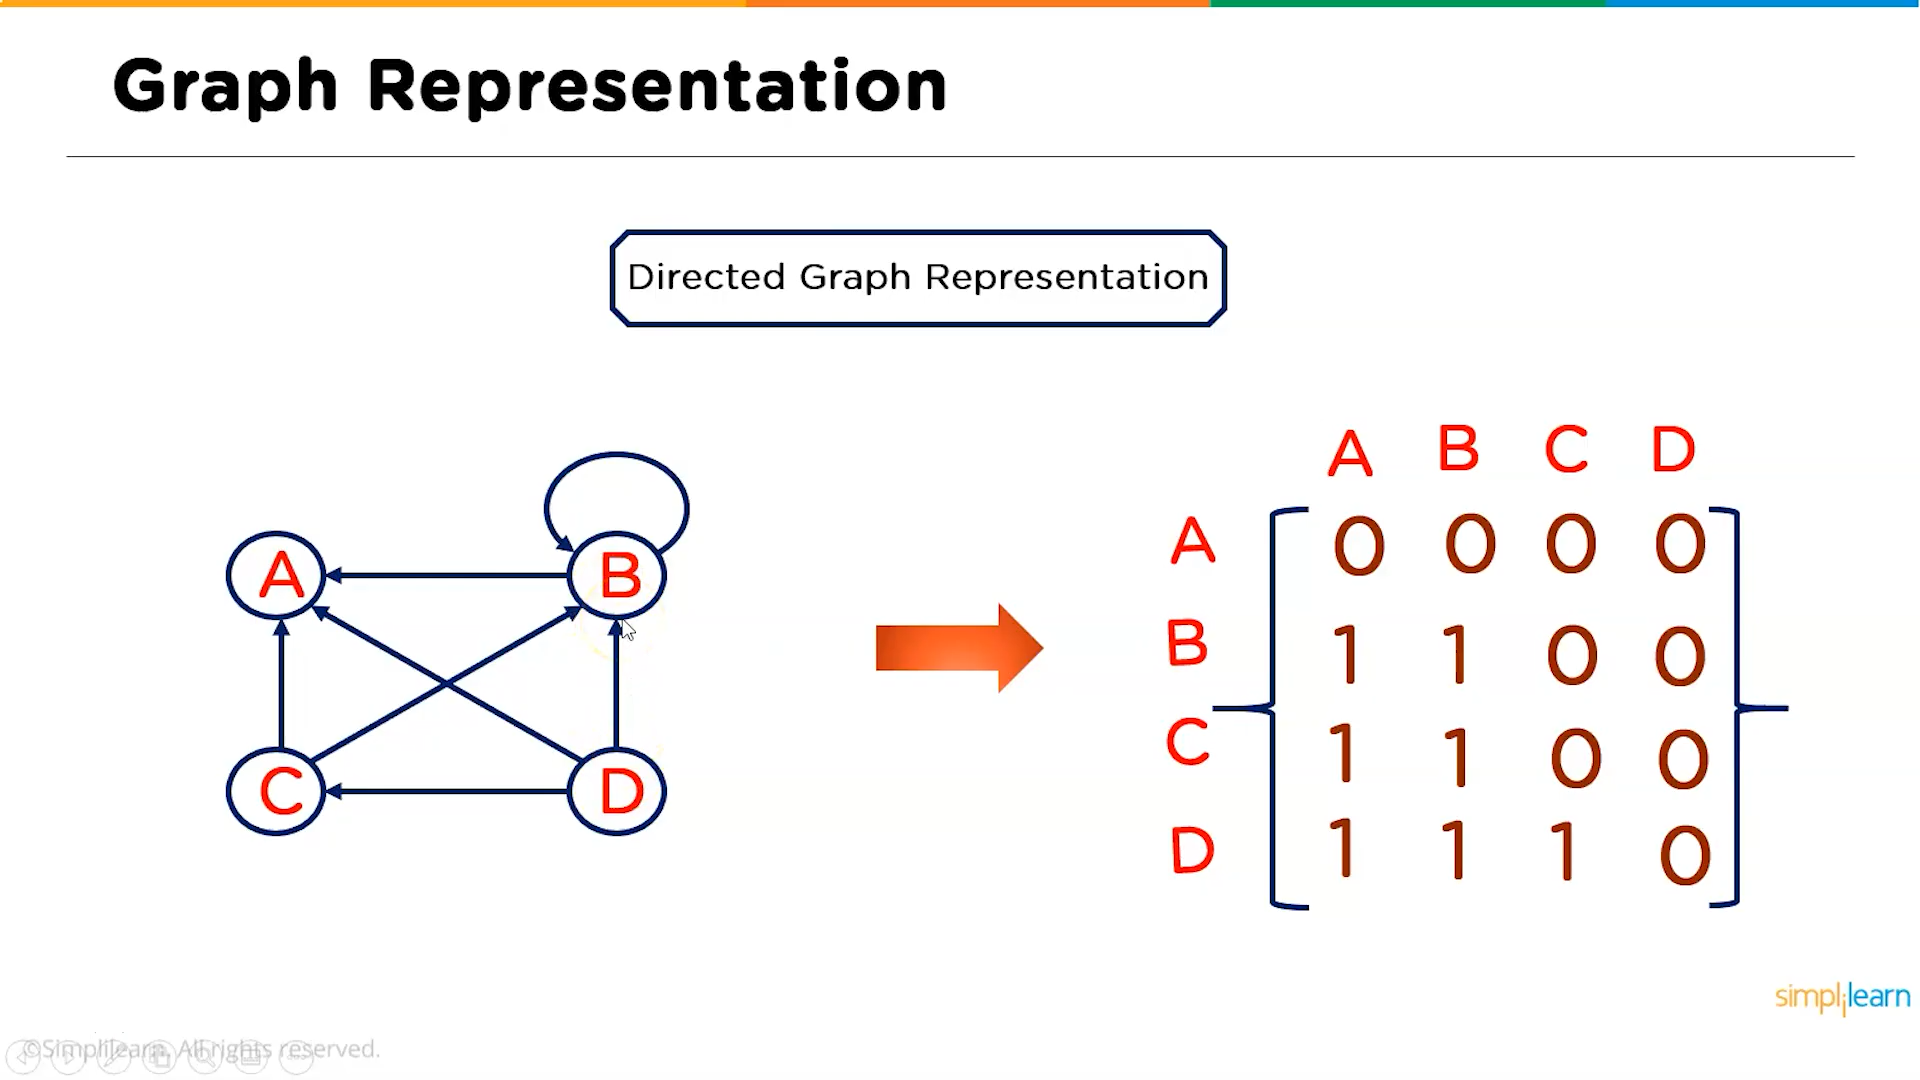 Graph Representation
Directed Graph Representation
A B
C D
A B C D
A 0 0 0 0
B 1 1 0 0
C 1 1 0 0
D 1 1 1 0
simplilearn
©Simplilearn. All rights reserved.